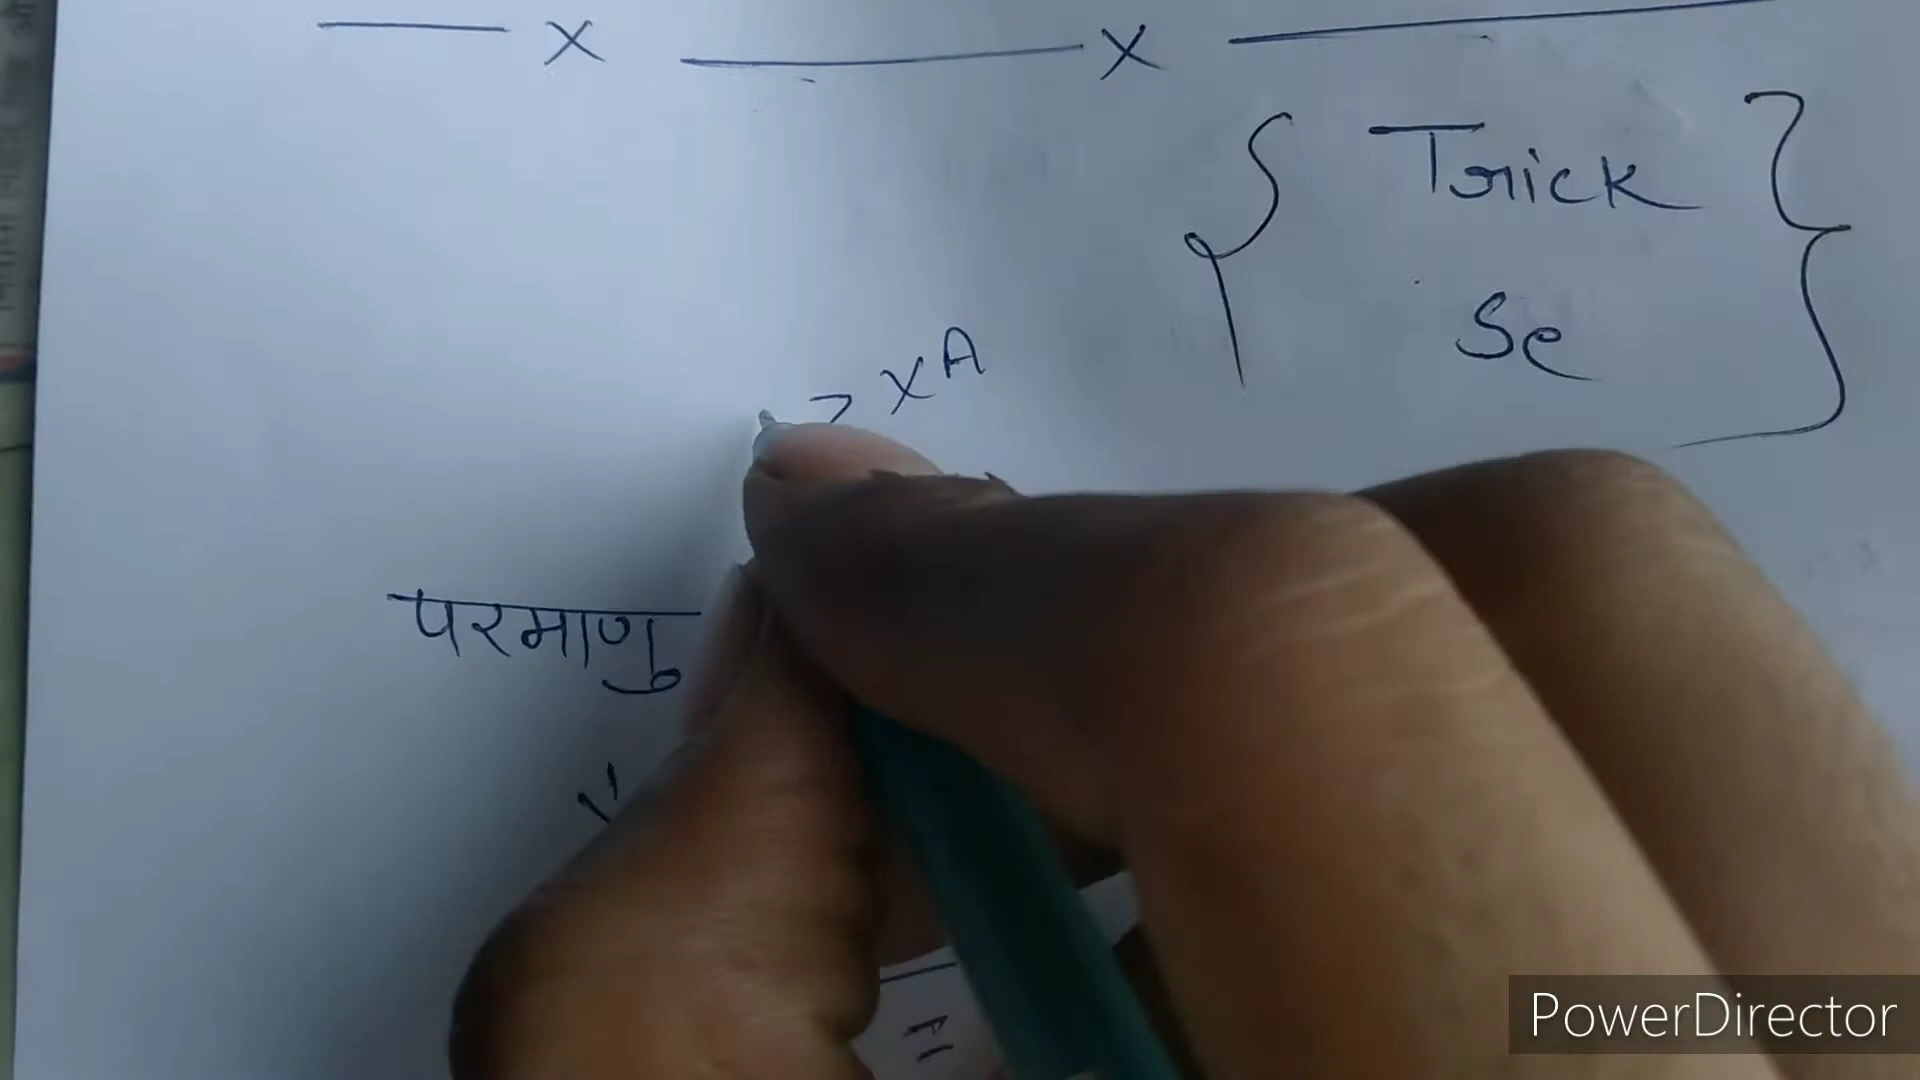 x x
Trick
Se
Z X^A
परमाणु
=
PowerDirector